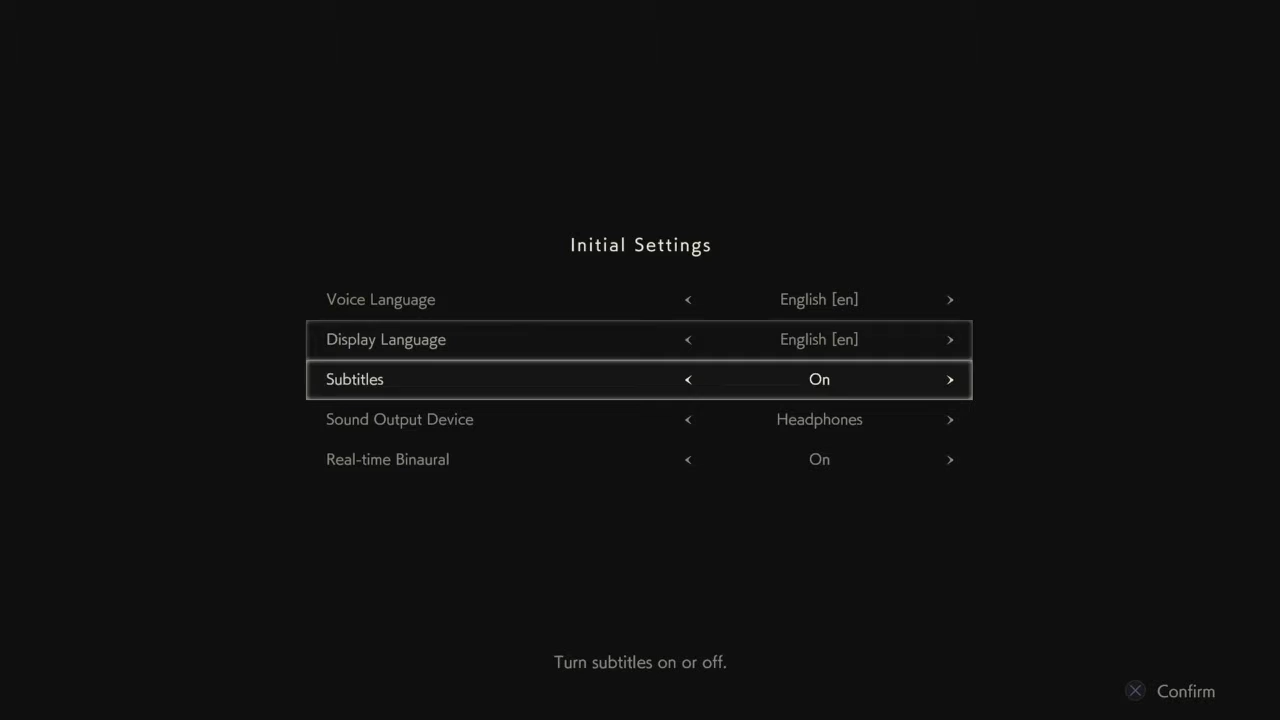 Initial Settings
Voice Language < English [en] >
Display Language < English [en] >
Subtitles < On >
Sound Output Device < Headphones >
Real-time Binaural < On >
Turn subtitles on or off.
Confirm